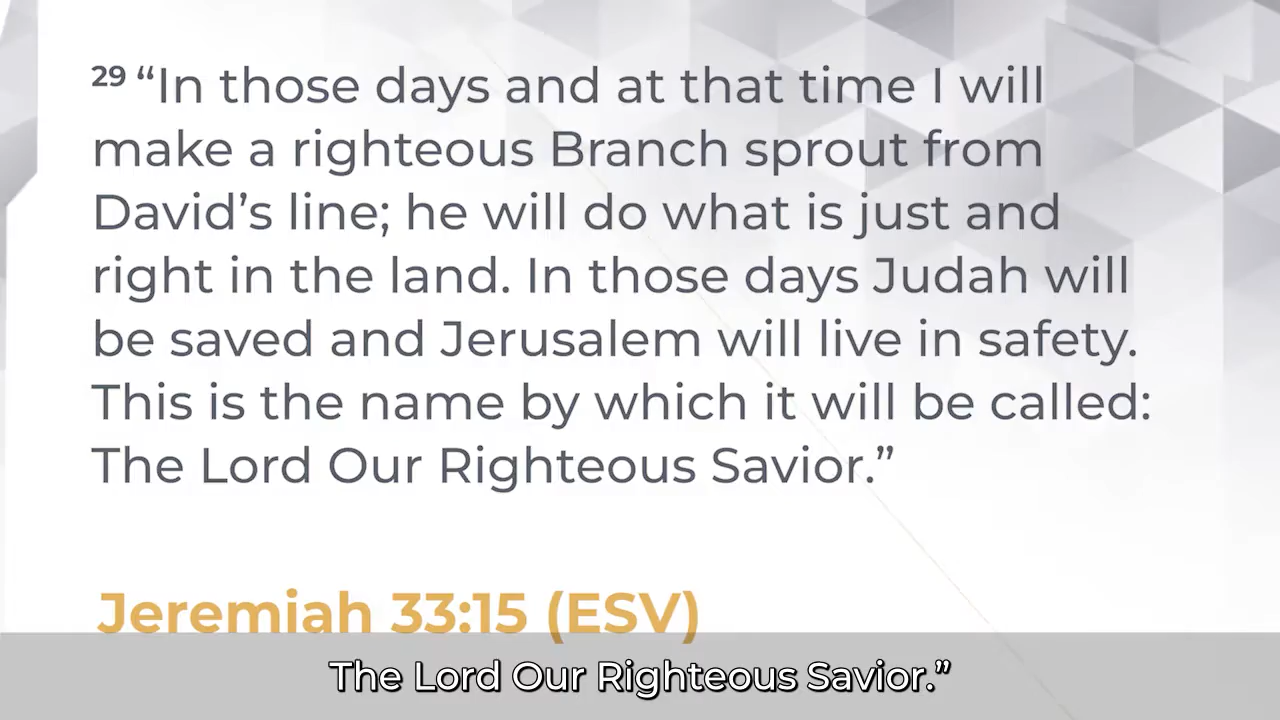 29 “In those days and at that time I will
make a righteous Branch sprout from
David’s line; he will do what is just and
right in the land. In those days Judah will
be saved and Jerusalem will live in safety.
This is the name by which it will be called:
The Lord Our Righteous Savior.”
Jeremiah 33:15 (ESV)
The Lord Our Righteous Savior.”